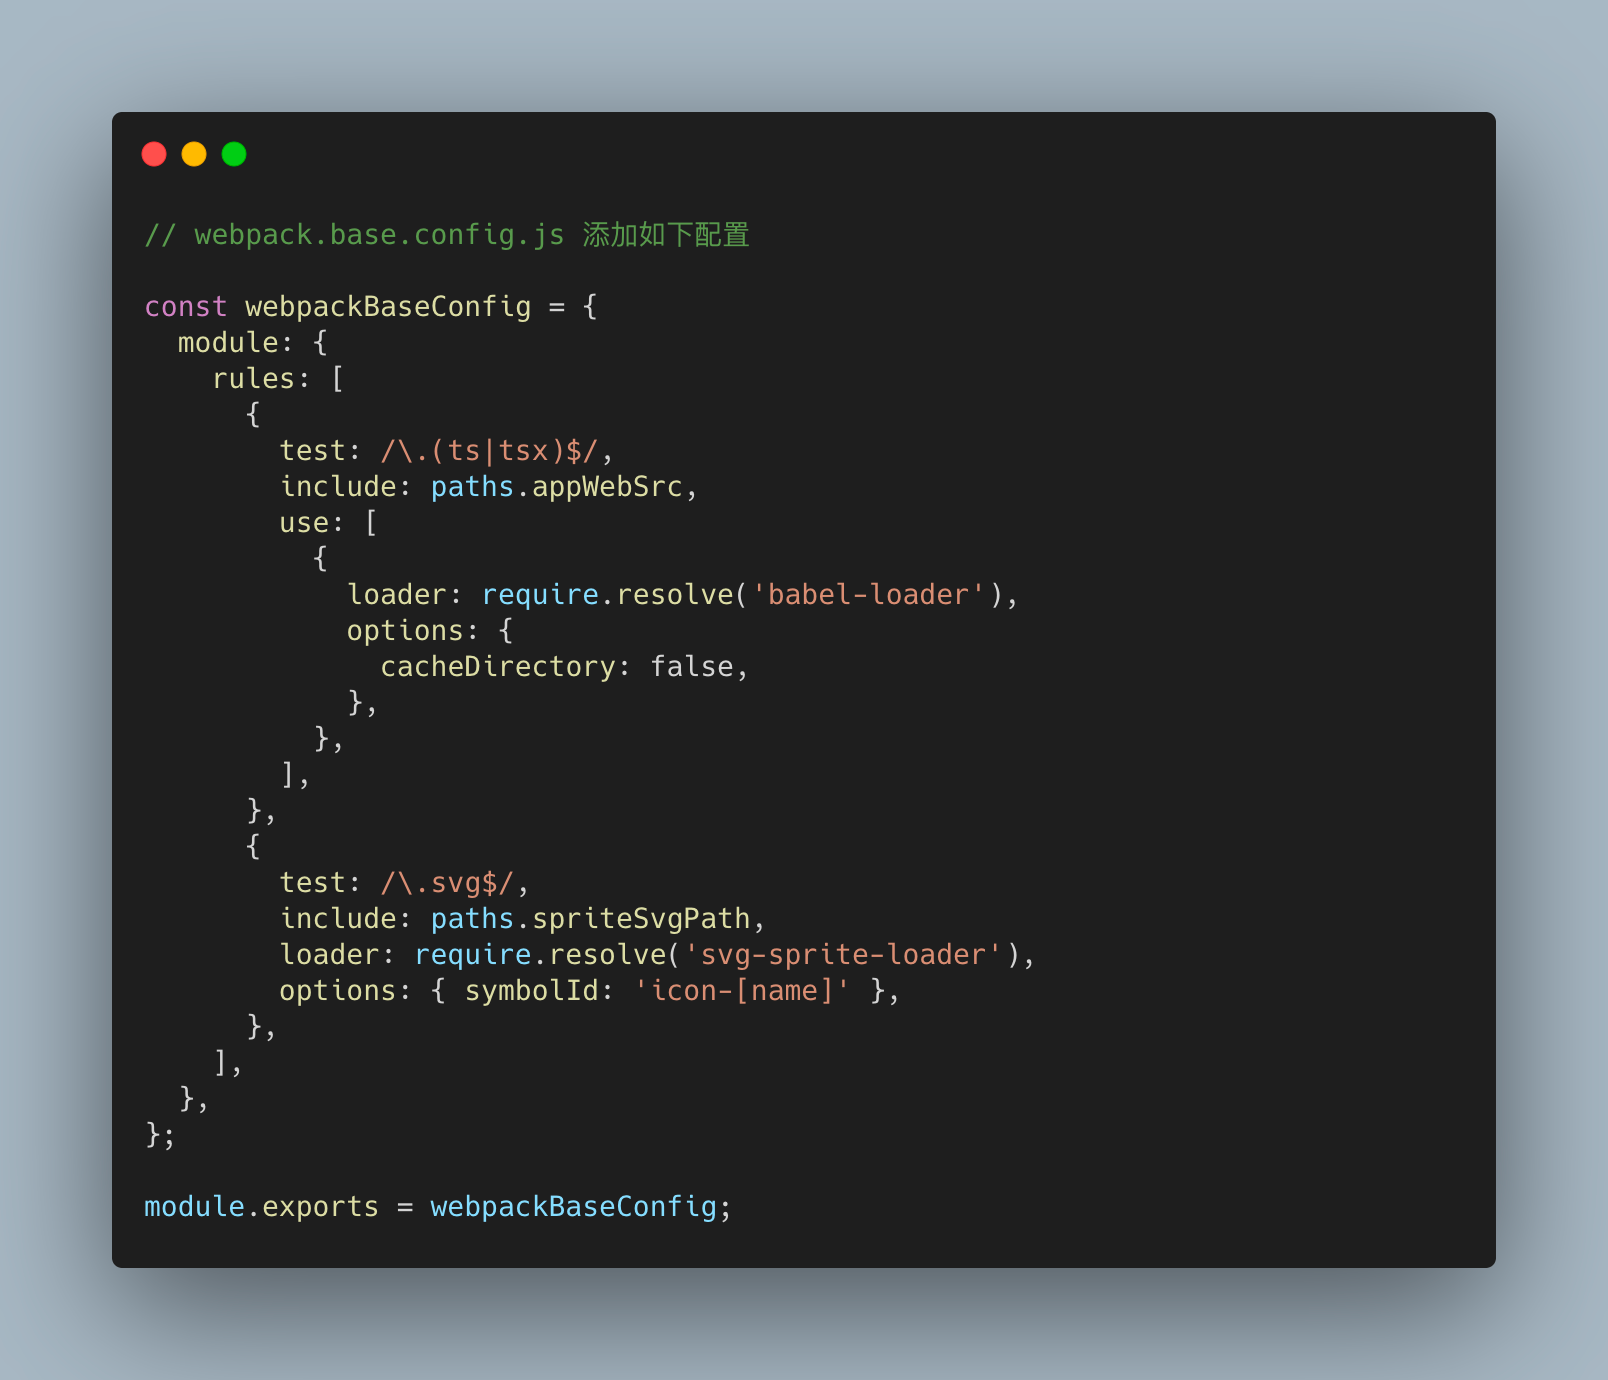 // webpack.base.config.js 添加如下配置

const webpackBaseConfig = {
  module: {
    rules: [
      {
        test: /\.(ts|tsx)$/,
        include: paths.appWebSrc,
        use: [
          {
            loader: require.resolve('babel-loader'),
            options: {
              cacheDirectory: false,
            },
          },
        ],
      },
      {
        test: /\.svg$/,
        include: paths.spriteSvgPath,
        loader: require.resolve('svg-sprite-loader'),
        options: { symbolId: 'icon-[name]' },
      },
    ],
  },
};

module.exports = webpackBaseConfig;